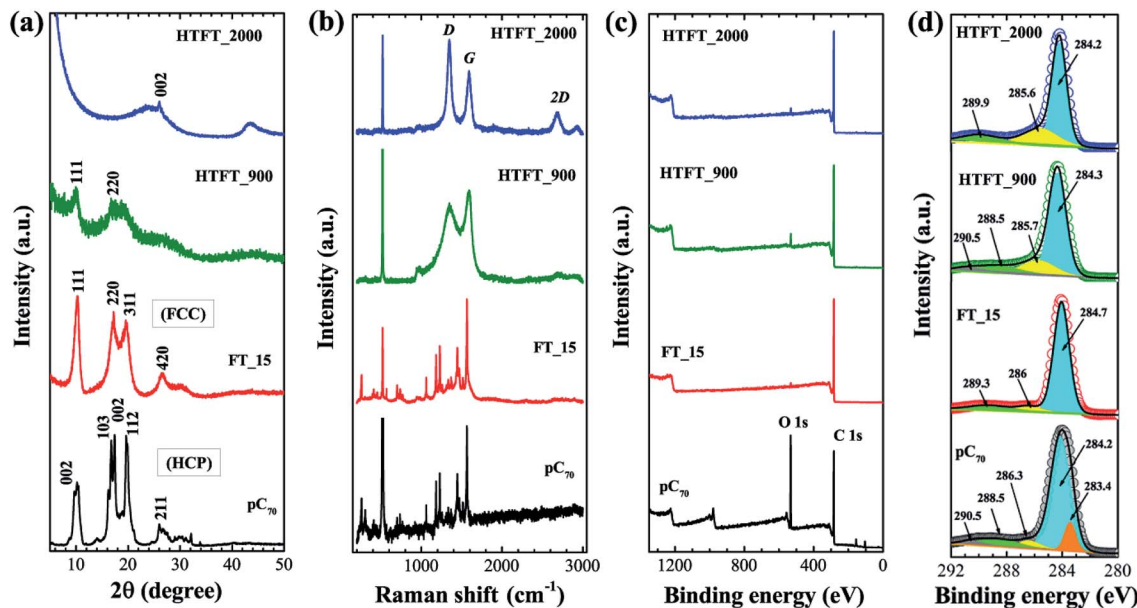 (a)
HTFT_2000
002
HTFT_900
111
220
111
220
311
(FCC)
420
FT_15
002
103
002
112
(HCP)
211
pC70
5
10
20
30
40
50
2θ (degree)
Intensity (a.u.)
(b)
HTFT_2000
D
G
2D
HTFT_900
FT_15
pC70
1000
2000
3000
Raman shift (cm-1)
Intensity (a.u.)
(c)
HTFT_2000
HTFT_900
FT_15
O 1s
C 1s
pC70
1200
800
400
0
Binding energy (eV)
Intensity (a.u.)
(d)
HTFT_2000
284.2
285.6
289.9
HTFT_900
284.3
288.5
285.7
290.5
FT_15
284.7
286
289.3
pC70
284.2
286.3
283.4
288.5
290.5
292
288
284
280
Binding energy (eV)
Intensity (a.u.)